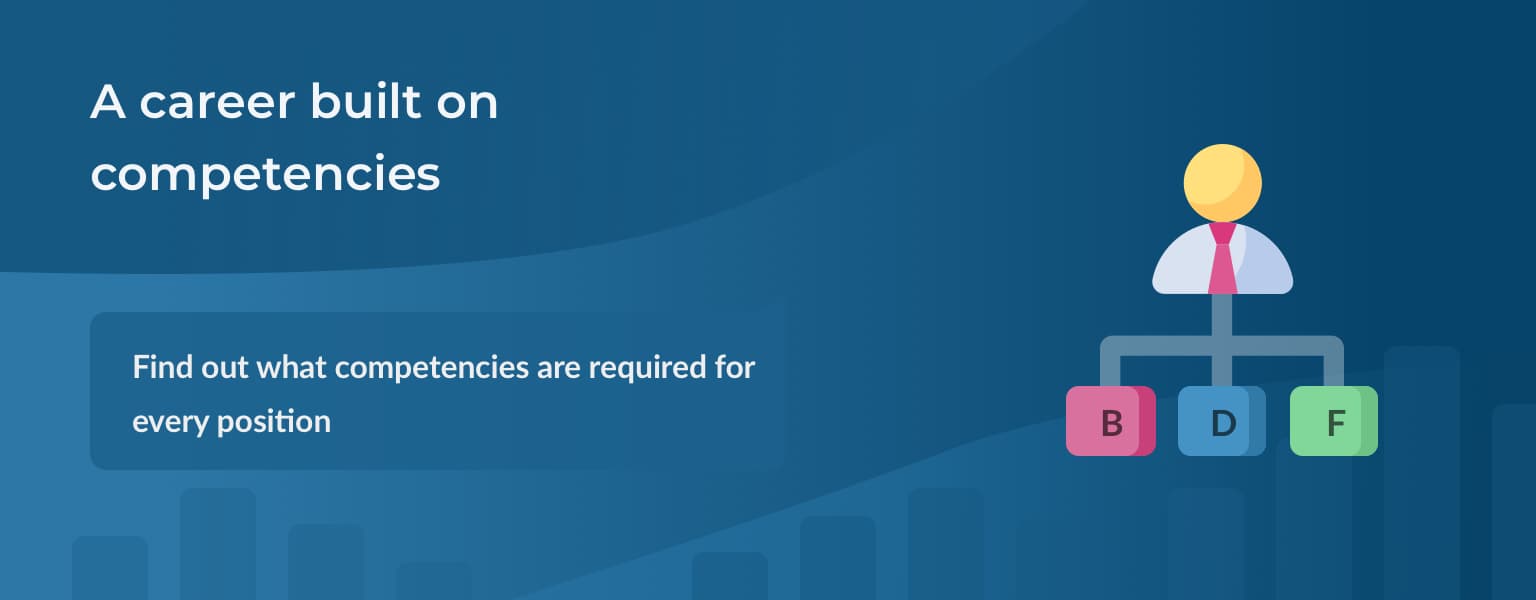 A career built on
competencies
Find out what competencies are required for
every position
B D F